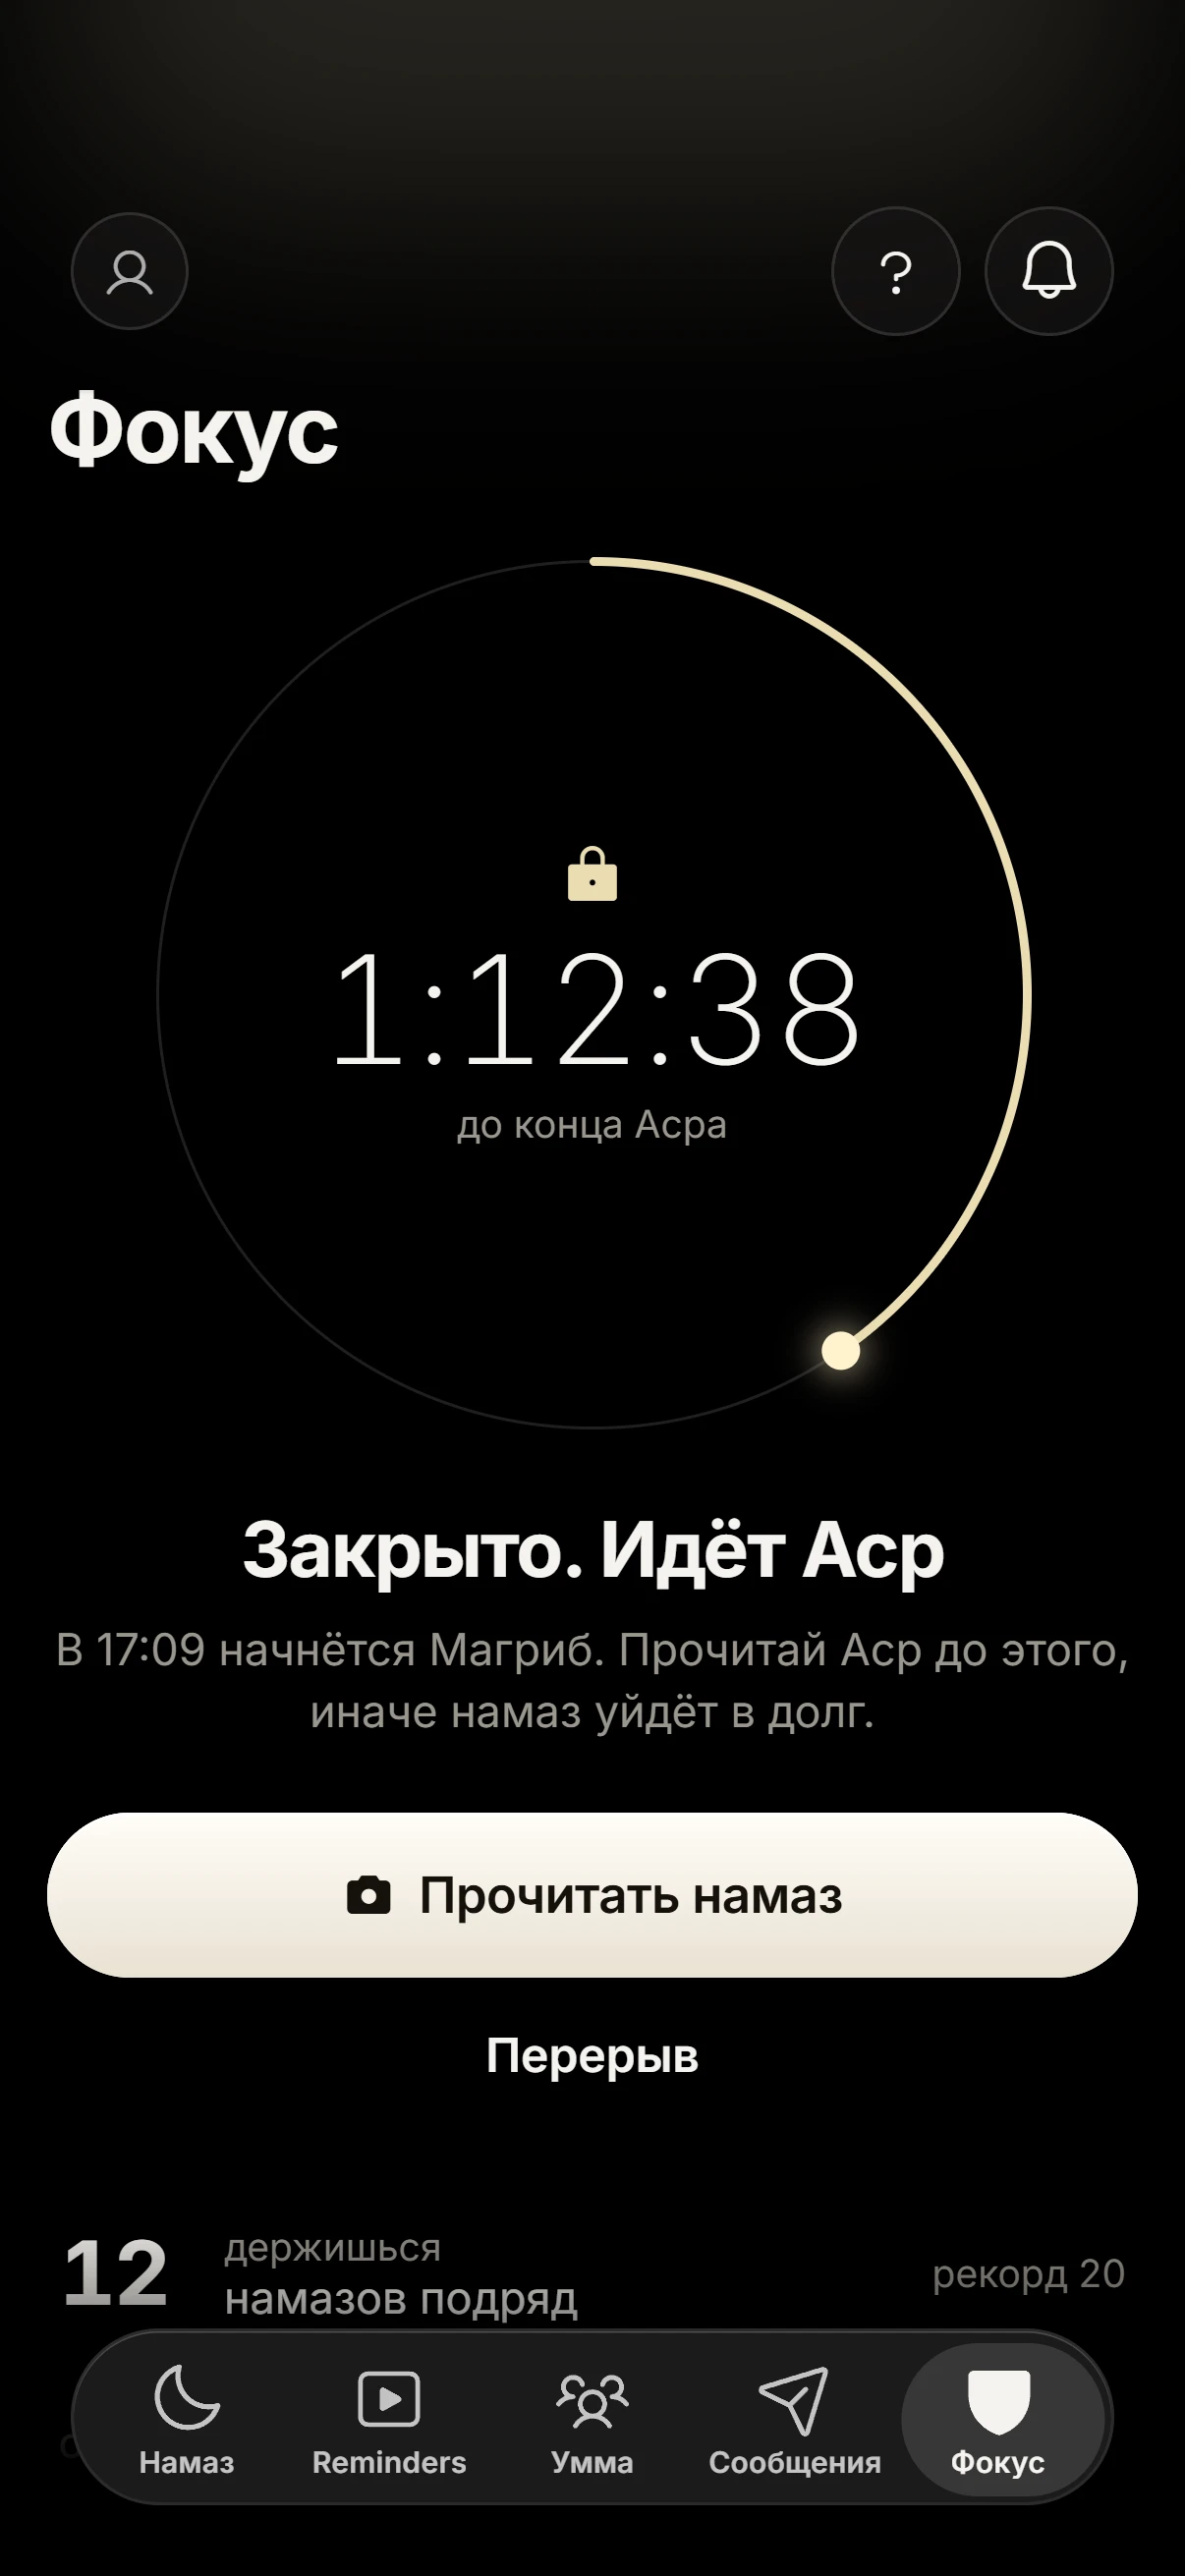 ?
Фокус
1:12:38
до конца Асра
Закрыто. Идёт Аср
В 17:09 начнётся Магриб. Прочитай Аср до этого,
иначе намаз уйдёт в долг.
Прочитать намаз
Перерыв
12
держишься
намазов подряд
рекорд 20
Намаз
Reminders
Умма
Сообщения
Фокус